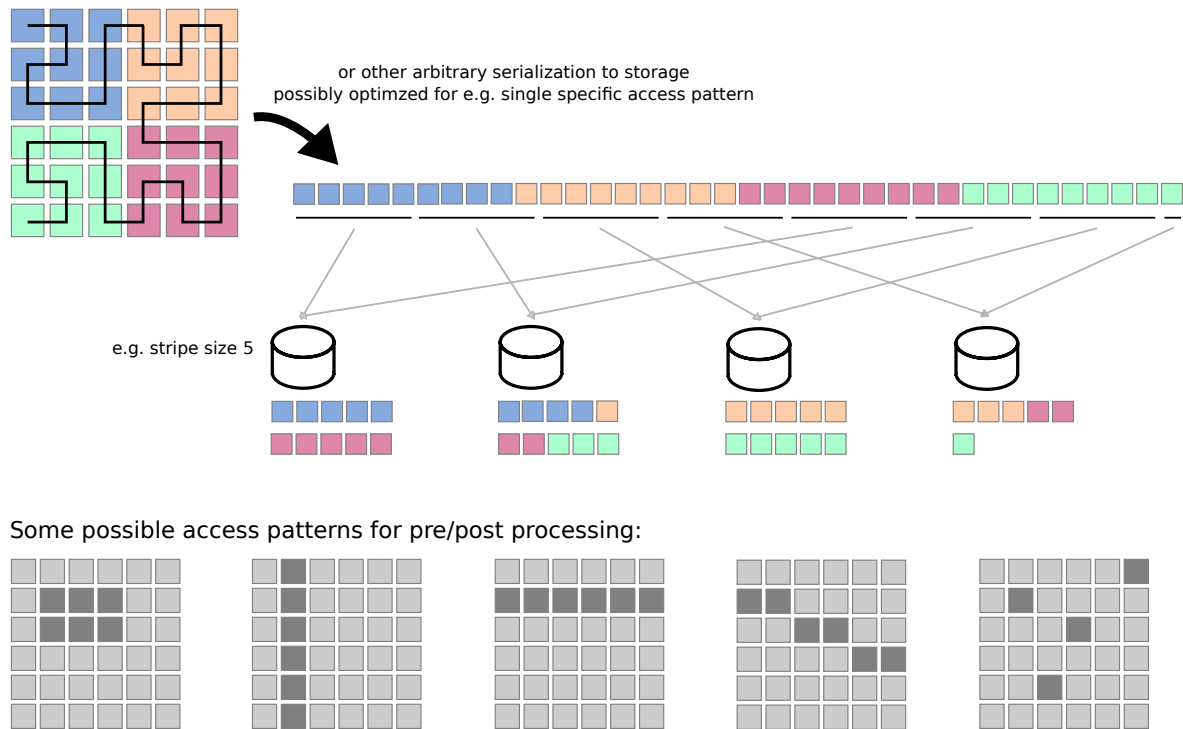 or other arbitrary serialization to storage
possibly optimzed for e.g. single specific access pattern
e.g. stripe size 5
Some possible access patterns for pre/post processing: